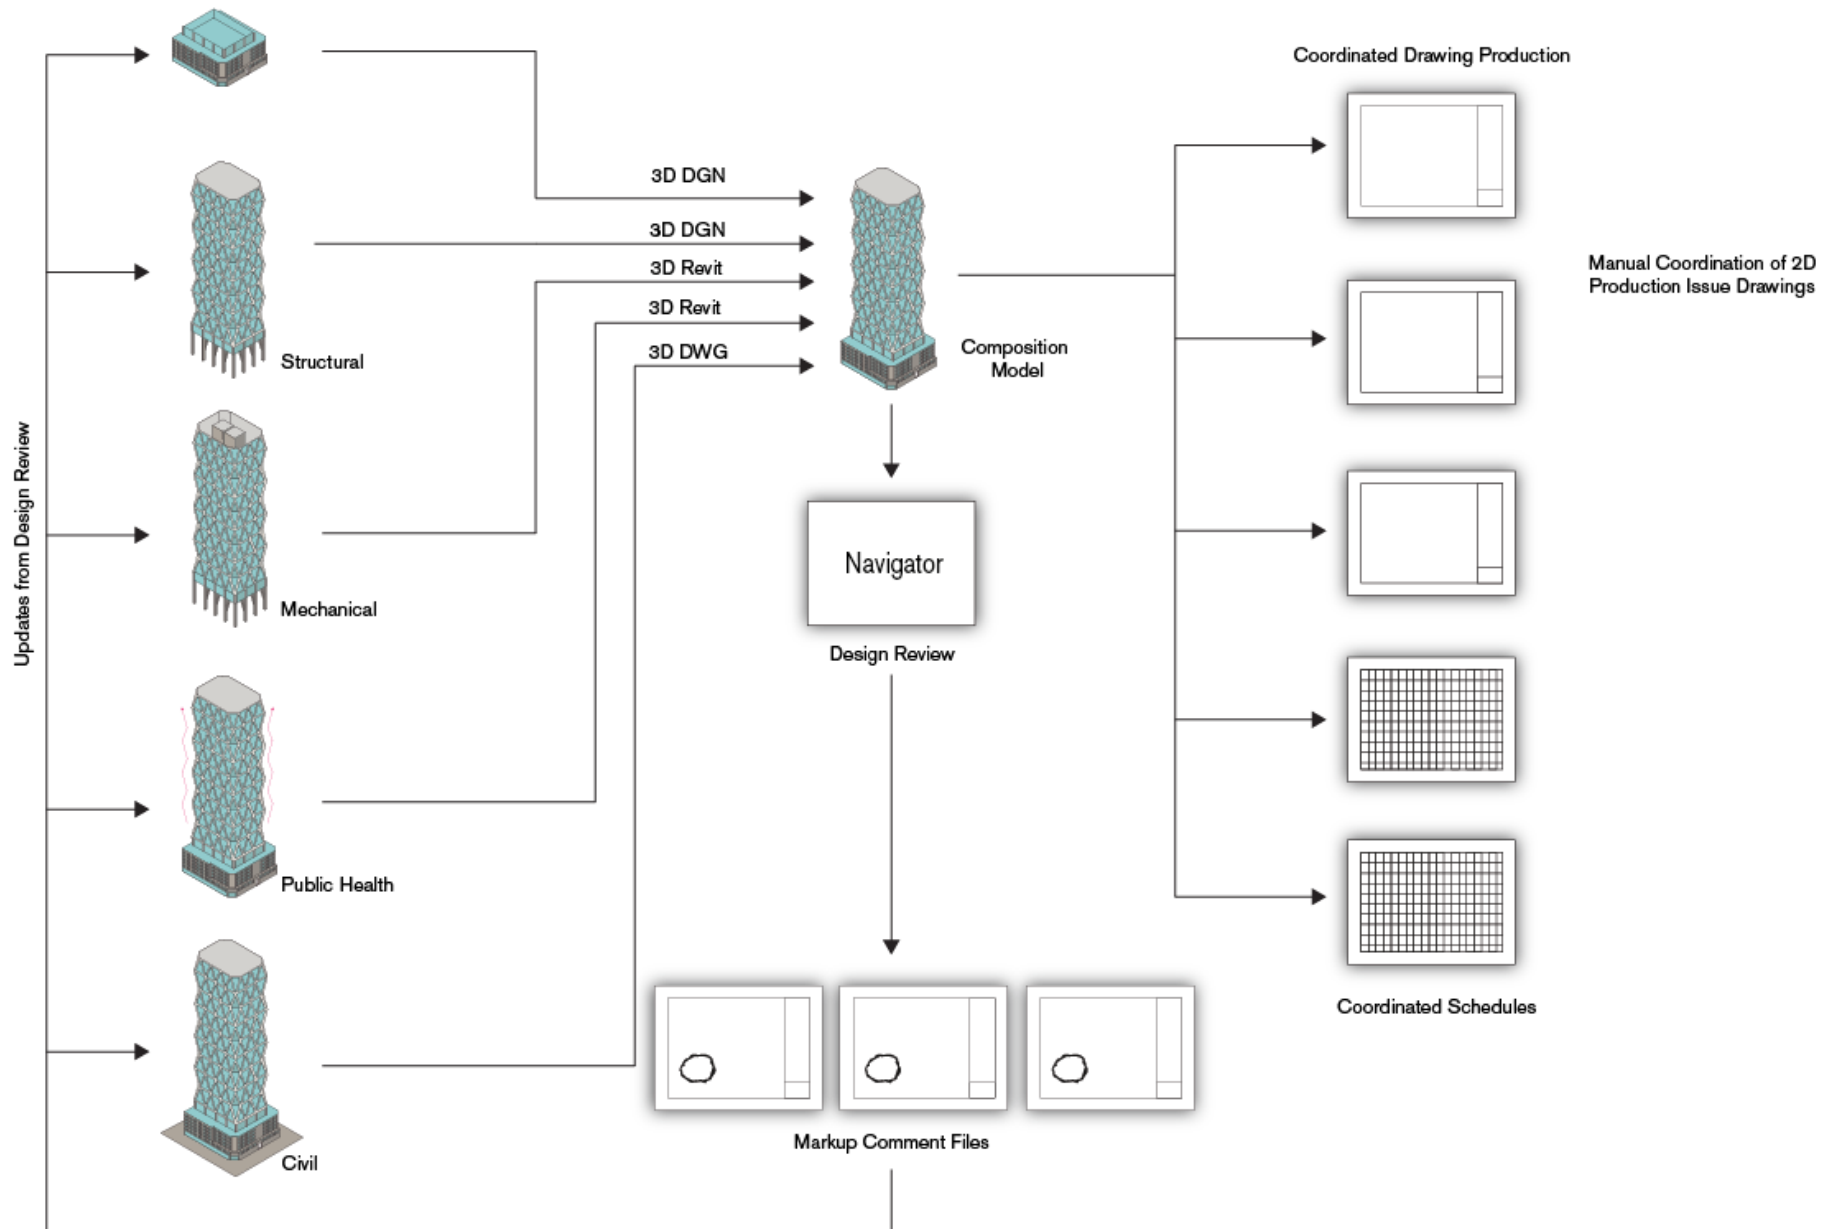 Coordinated Drawing Production
3D DGN
3D DGN
3D Revit
3D Revit
3D DWG
Manual Coordination of 2D
Production Issue Drawings
Structural
Composition
Model
Updates from Design Review
Navigator
Mechanical
Design Review
Public Health
Coordinated Schedules
Markup Comment Files
Civil